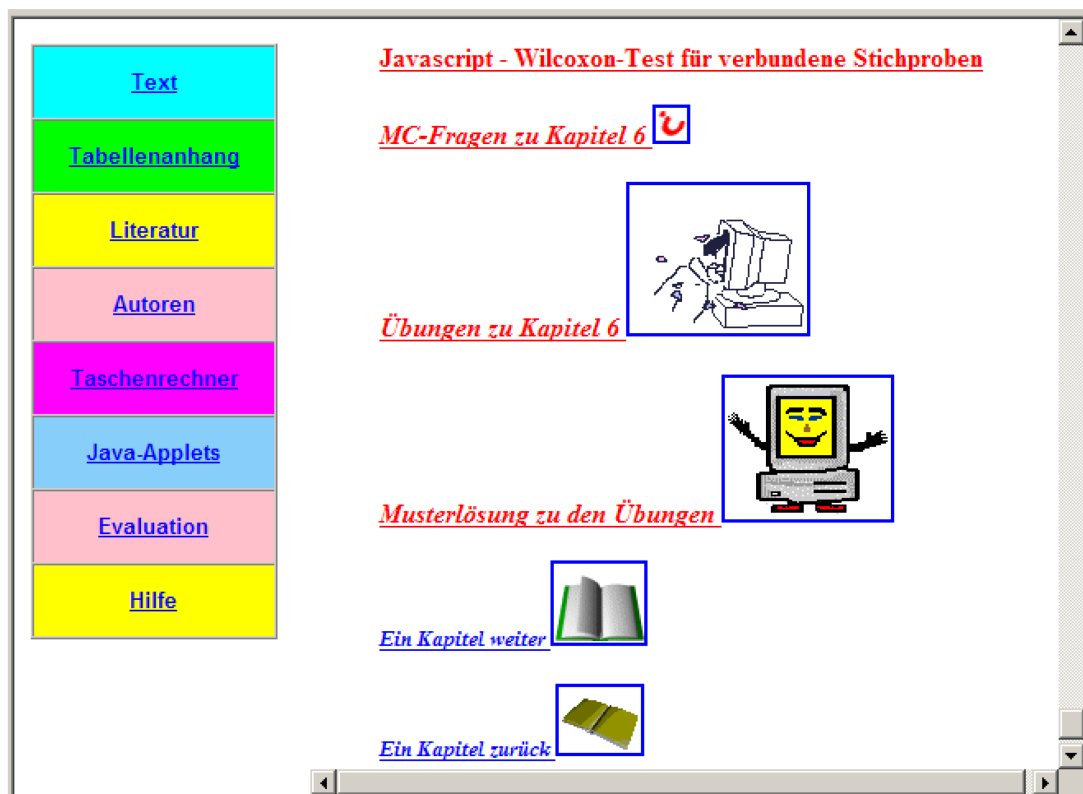 Text
Tabellenanhang
Literatur
Autoren
Taschenrechner
Java-Applets
Evaluation
Hilfe
Javascript - Wilcoxon-Test für verbundene Stichproben
MC-Fragen zu Kapitel 6
Übungen zu Kapitel 6
Musterlösung zu den Übungen
Ein Kapitel weiter
Ein Kapitel zurück